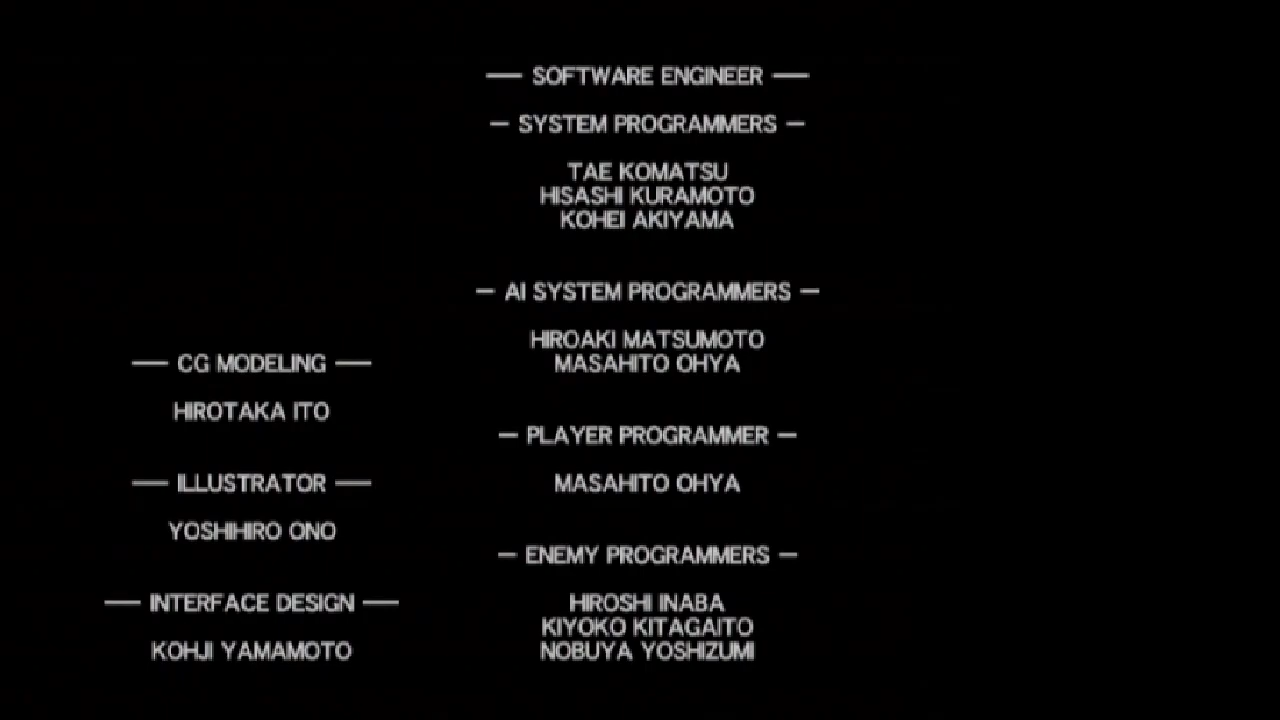 — CG MODELING —
HIROTAKA ITO
— ILLUSTRATOR —
YOSHIHIRO ONO
— INTERFACE DESIGN —
KOHJI YAMAMOTO
— SOFTWARE ENGINEER —
— SYSTEM PROGRAMMERS —
TAE KOMATSU
HISASHI KURAMOTO
KOHEI AKIYAMA
— AI SYSTEM PROGRAMMERS —
HIROAKI MATSUMOTO
MASAHITO OHYA
— PLAYER PROGRAMMER —
MASAHITO OHYA
— ENEMY PROGRAMMERS —
HIROSHI INABA
KIYOKO KITAGAITO
NOBUYA YOSHIZUMI